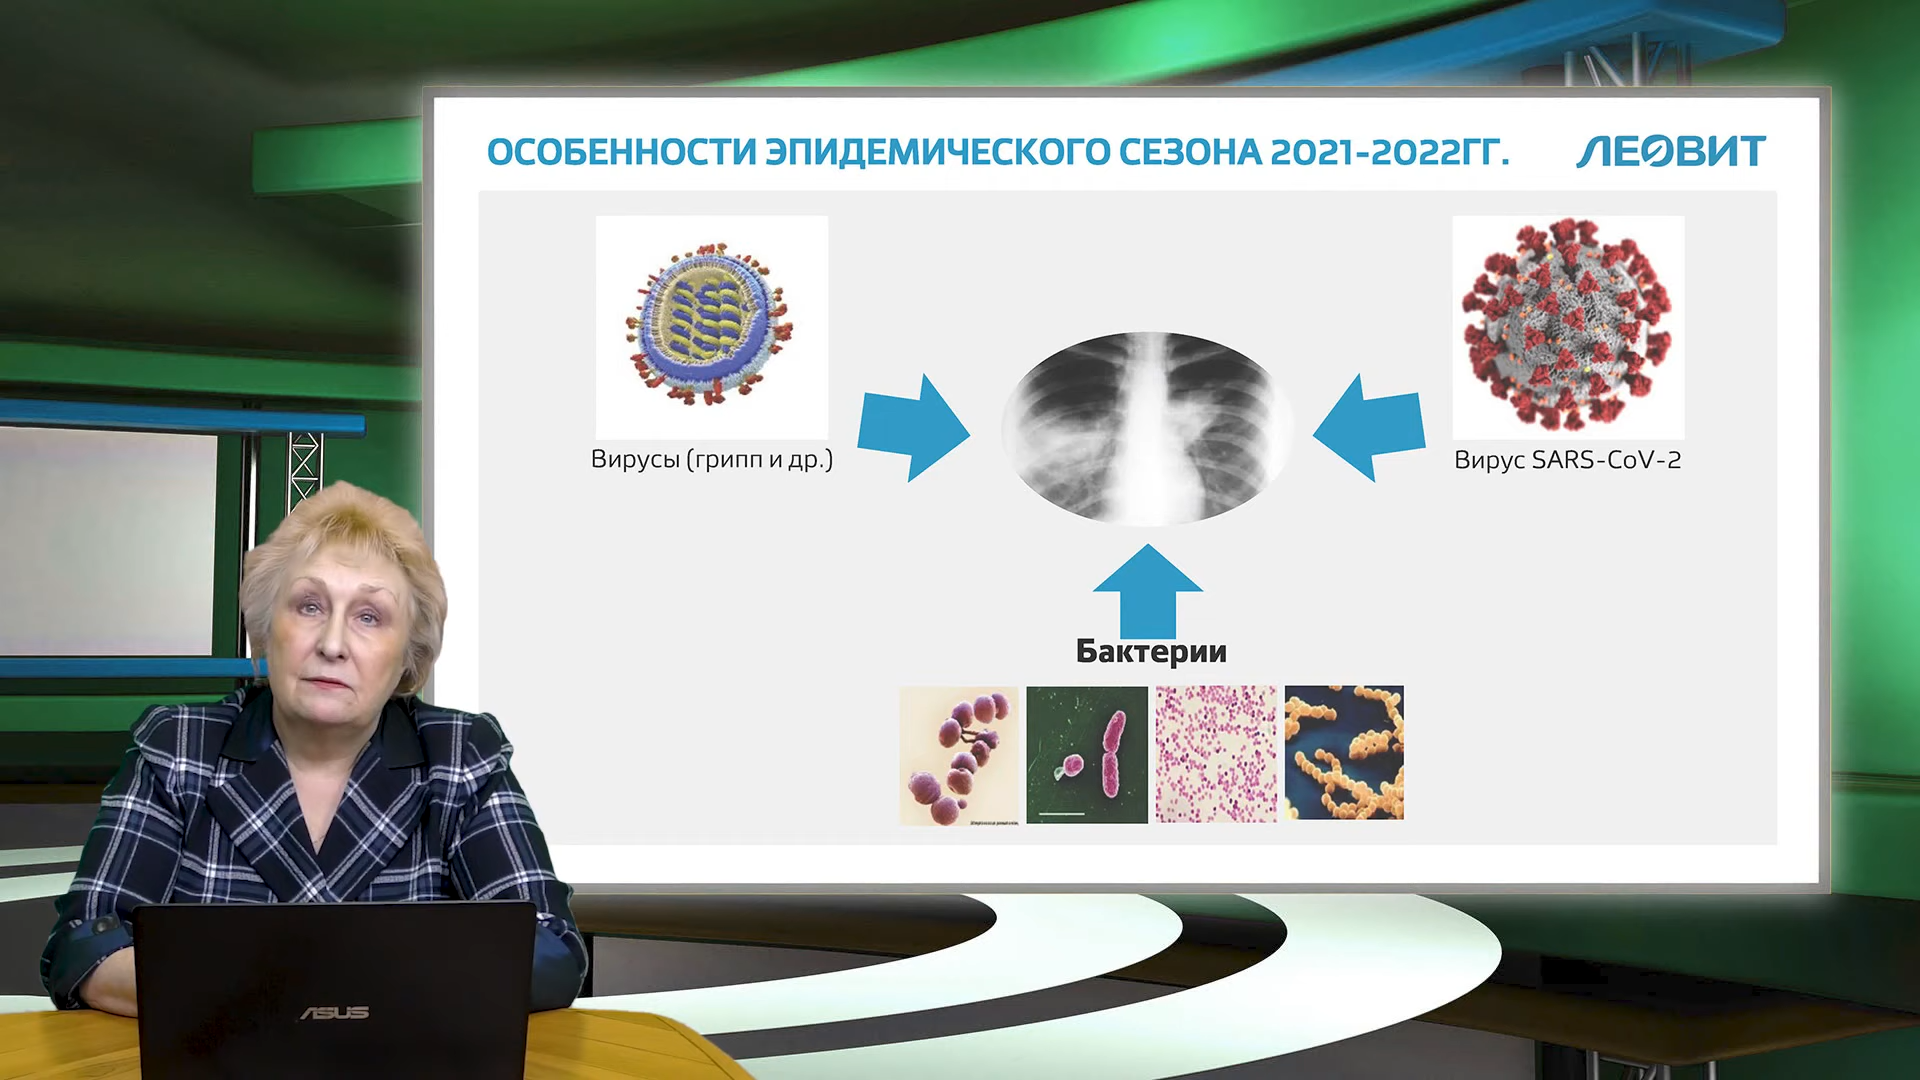 ОСОБЕННОСТИ ЭПИДЕМИЧЕСКОГО СЕЗОНА 2021-2022ГГ.
ЛЕОВИТ
Вирусы (грипп и др.)
Вирус SARS-CoV-2
Бактерии
ASUS